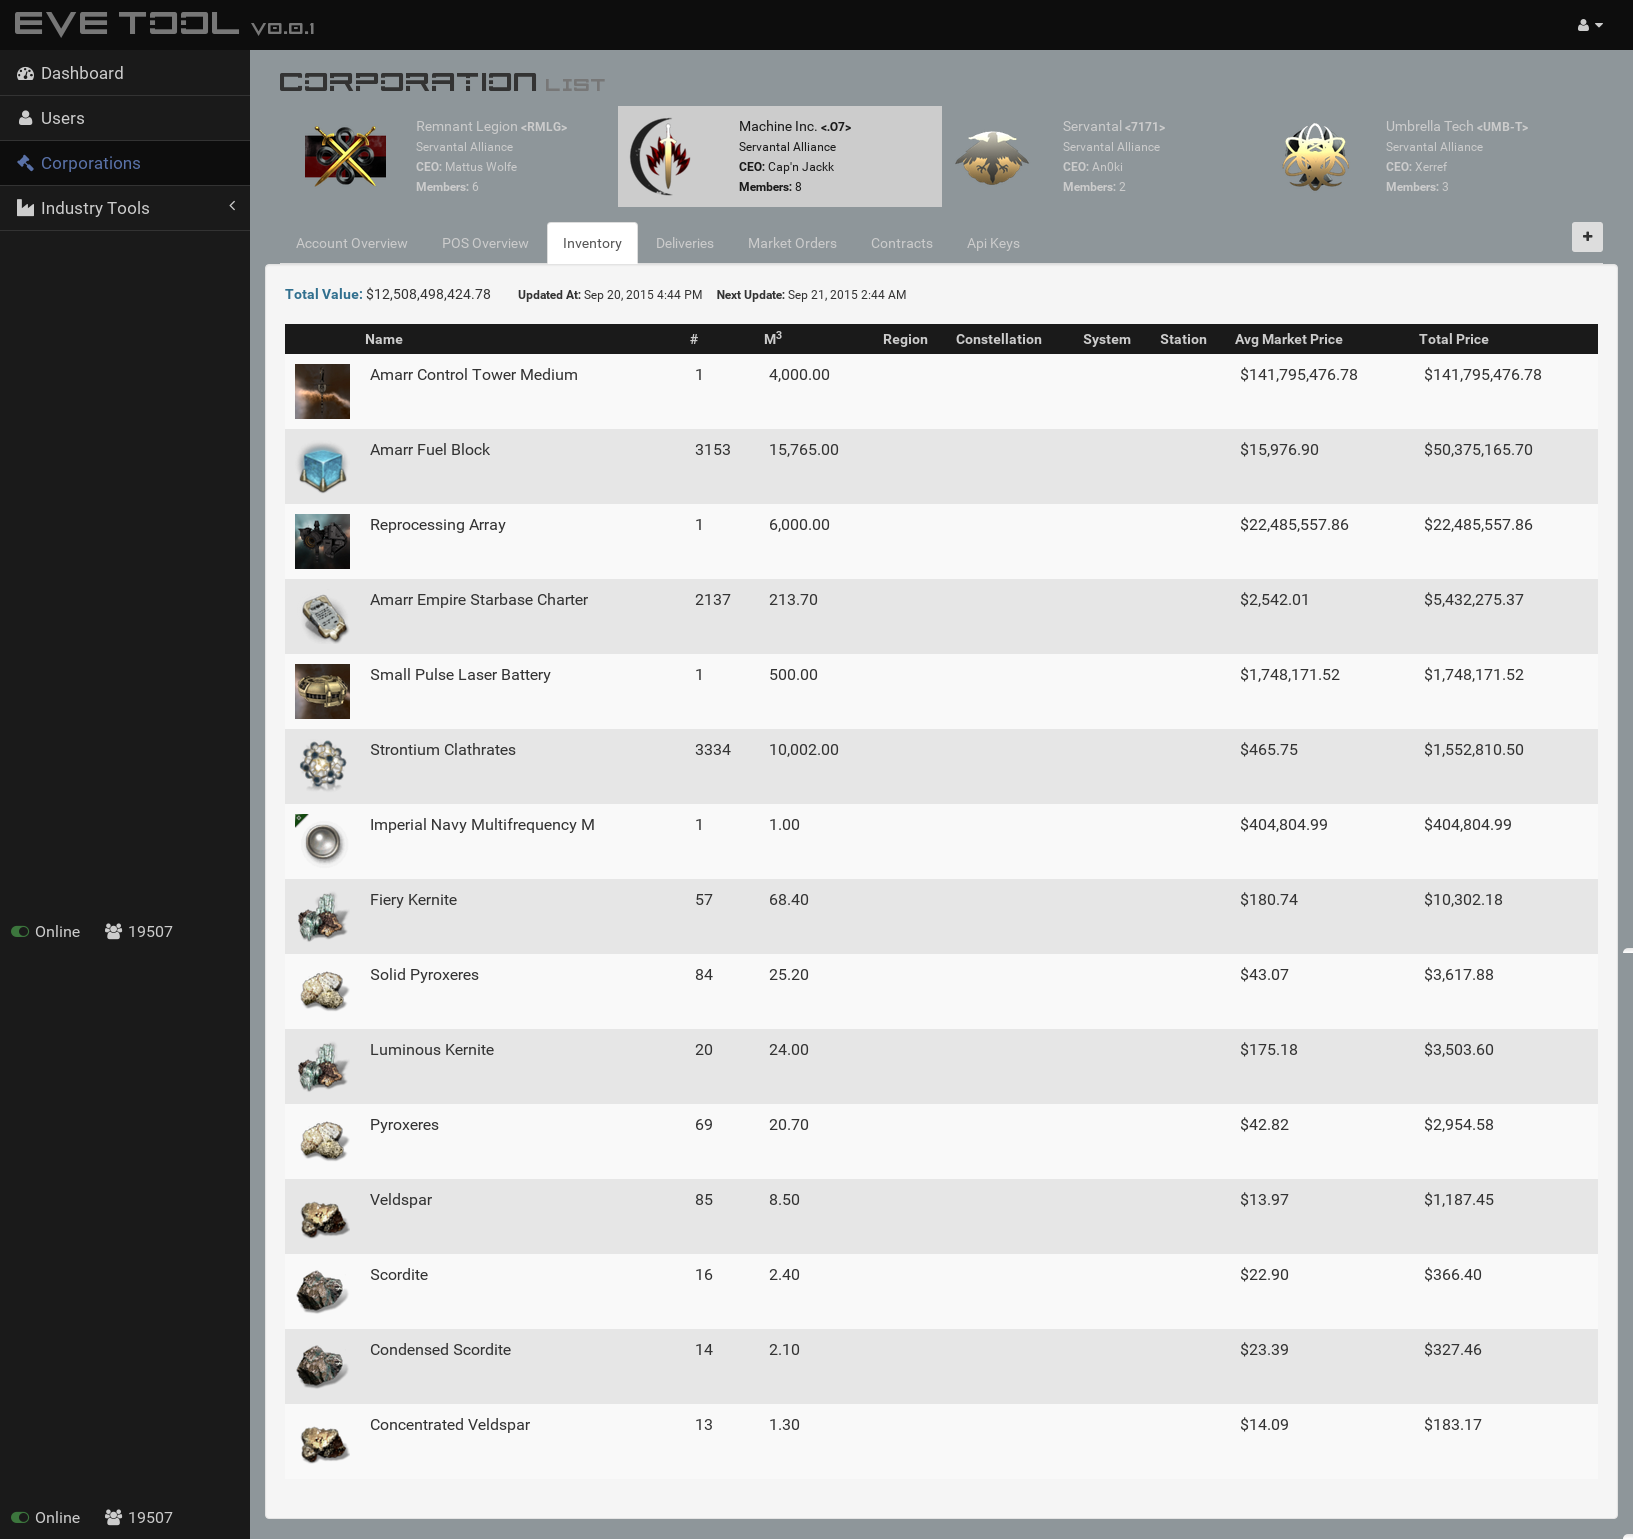 EVE TOOL V0.0.1
Dashboard
Users
Corporations
Industry Tools
Online 19507
Online 19507
CORPORATION LIST
Remnant Legion <RMLG>
Servantal Alliance
CEO: Mattus Wolfe
Members: 6
Machine Inc. <.O7>
Servantal Alliance
CEO: Cap'n Jackk
Members: 8
Servantal <7171>
Servantal Alliance
CEO: An0ki
Members: 2
Umbrella Tech <UMB-T>
Servantal Alliance
CEO: Xerref
Members: 3
Account Overview POS Overview Inventory Deliveries Market Orders Contracts Api Keys
Total Value: $12,508,498,424.78 Updated At: Sep 20, 2015 4:44 PM Next Update: Sep 21, 2015 2:44 AM
Name # M³ Region Constellation System Station Avg Market Price Total Price
Amarr Control Tower Medium 1 4,000.00 $141,795,476.78 $141,795,476.78
Amarr Fuel Block 3153 15,765.00 $15,976.90 $50,375,165.70
Reprocessing Array 1 6,000.00 $22,485,557.86 $22,485,557.86
Amarr Empire Starbase Charter 2137 213.70 $2,542.01 $5,432,275.37
Small Pulse Laser Battery 1 500.00 $1,748,171.52 $1,748,171.52
Strontium Clathrates 3334 10,002.00 $465.75 $1,552,810.50
Imperial Navy Multifrequency M 1 1.00 $404,804.99 $404,804.99
Fiery Kernite 57 68.40 $180.74 $10,302.18
Solid Pyroxeres 84 25.20 $43.07 $3,617.88
Luminous Kernite 20 24.00 $175.18 $3,503.60
Pyroxeres 69 20.70 $42.82 $2,954.58
Veldspar 85 8.50 $13.97 $1,187.45
Scordite 16 2.40 $22.90 $366.40
Condensed Scordite 14 2.10 $23.39 $327.46
Concentrated Veldspar 13 1.30 $14.09 $183.17